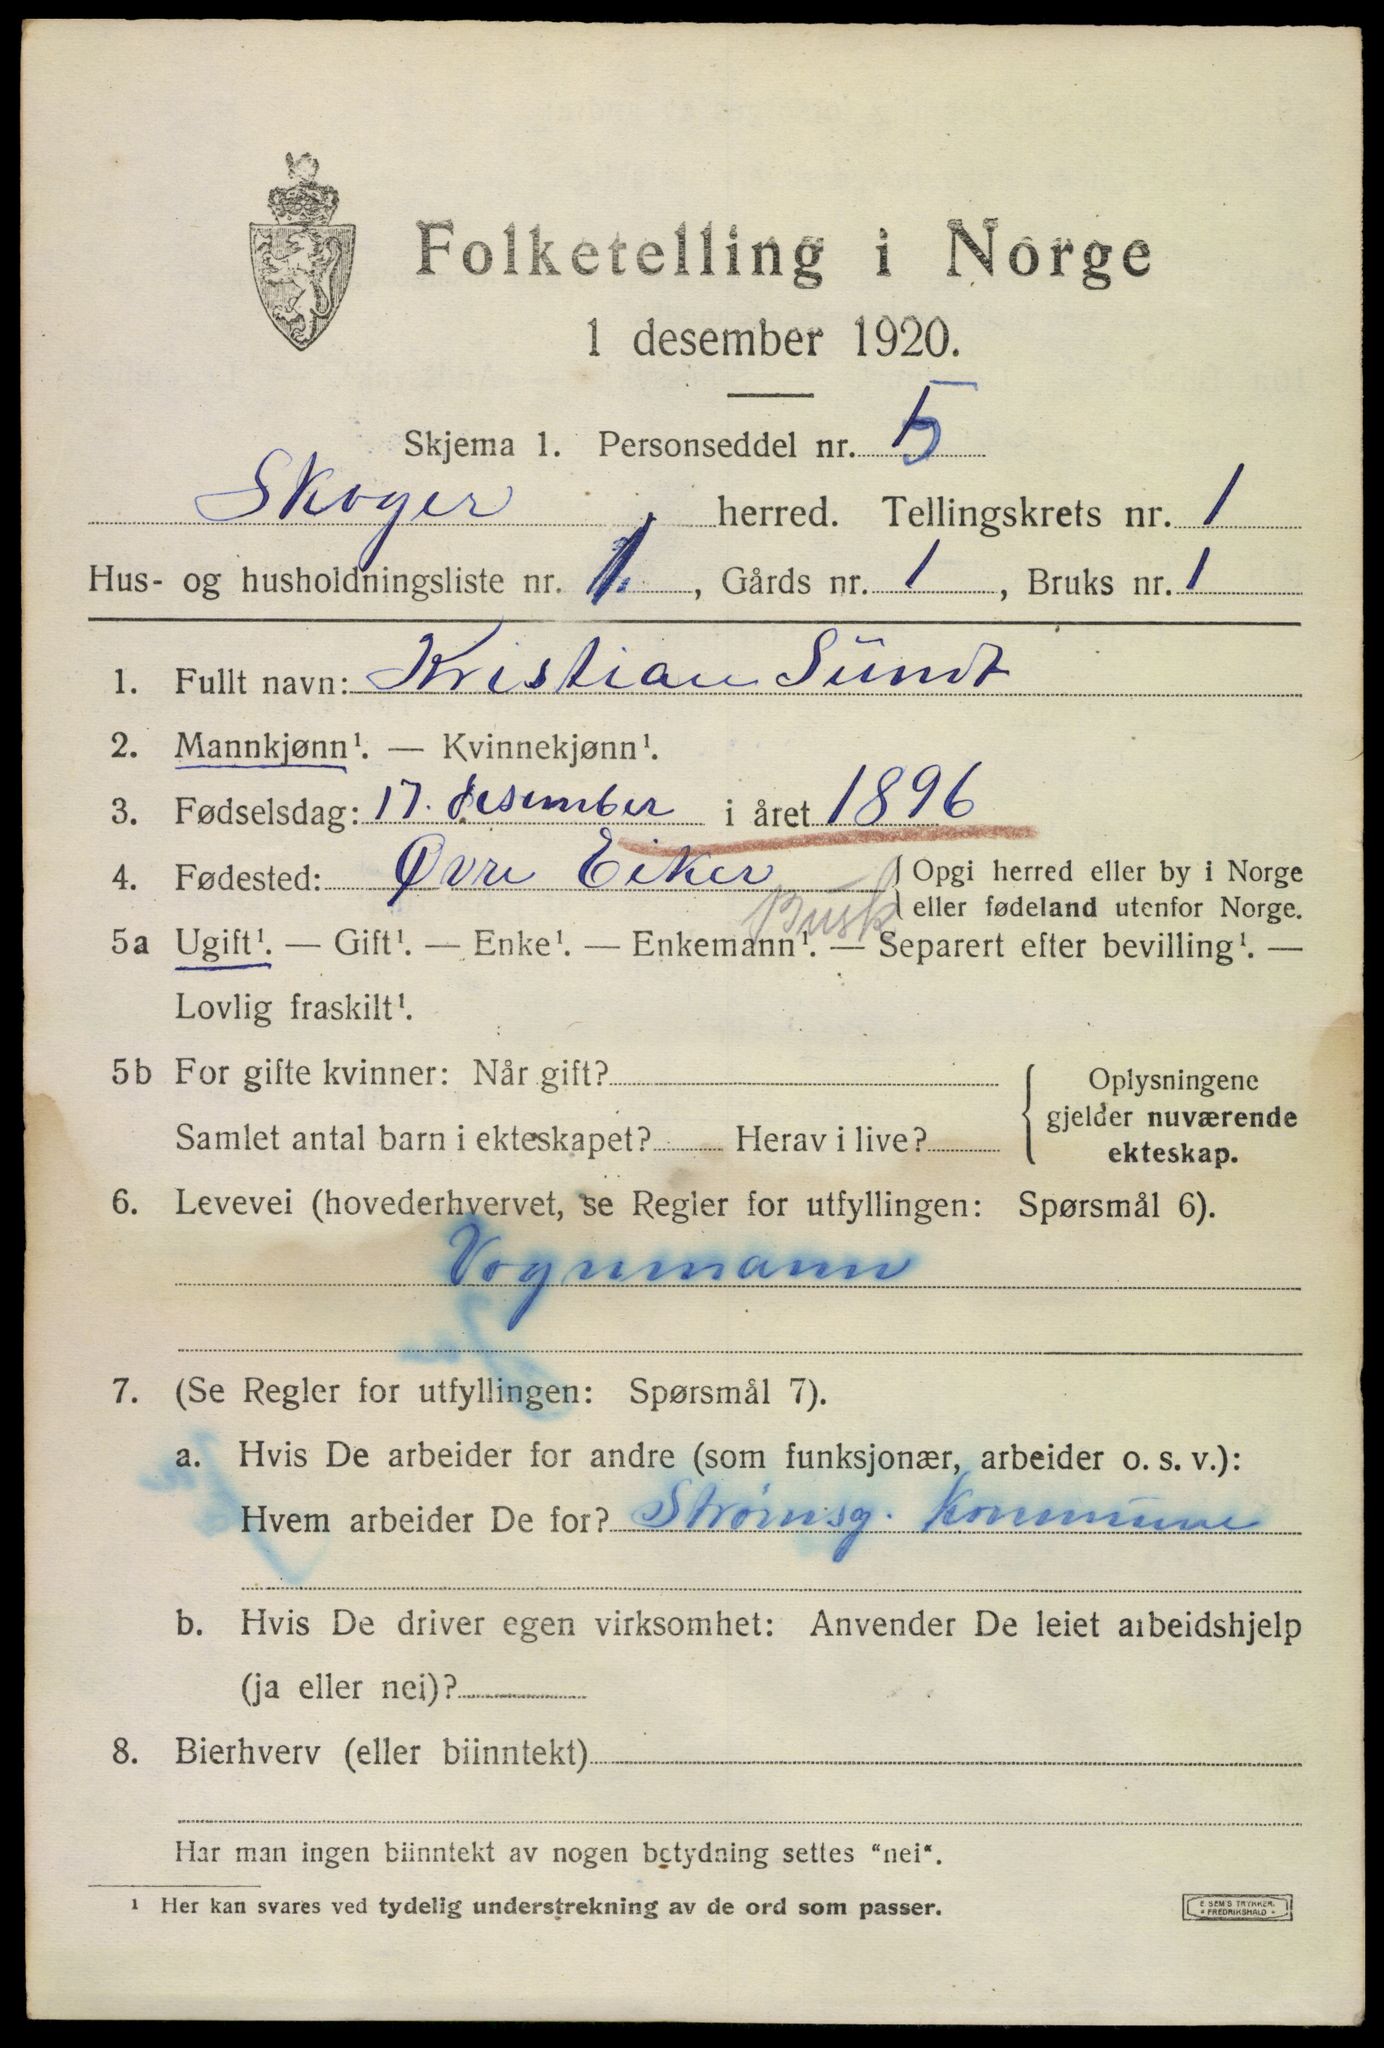 Folketelling i Norge
1 desember 1920.
Skjema 1. Personseddel nr. 5
Skoger herred. Tellingskrets nr. 1
Hus- og husholdningsliste nr. 1, Gårds nr. 1, Bruks nr. 1
1. Fullt navn: Kristian Sündt
2. Mannkjønn¹. — Kvinnekjønn¹.
3. Fødselsdag: 17. desember i året 1896
4. Fødested: Øvre Eiker { Opgi herred eller by i Norge
eller fødeland utenfor Norge.
Busk
5a Ugift¹. — Gift¹. — Enke¹. — Enkemann¹. — Separert efter bevilling¹. —
Lovlig fraskilt¹.
5b For gifte kvinner: Når gift?
Samlet antal barn i ekteskapet? Herav i live?
{ Oplysningene
gjelder nuværende
ekteskap.
6. Levevei (hovederhvervet, se Regler for utfyllingen: Spørsmål 6).
Vognmann
7. (Se Regler for utfyllingen: Spørsmål 7).
a. Hvis De arbeider for andre (som funksjonær, arbeider o. s. v.):
Hvem arbeider De for? Strømsg. Kommune
b. Hvis De driver egen virksomhet: Anvender De leiet arbeidshjelp
(ja eller nei)?
8. Bierhverv (eller biinntekt)
Har man ingen biinntekt av nogen betydning settes “nei“.
¹ Her kan svares ved tydelig understrekning av de ord som passer.
E SEM'S TRYKKER.
FREDRIKSHALD